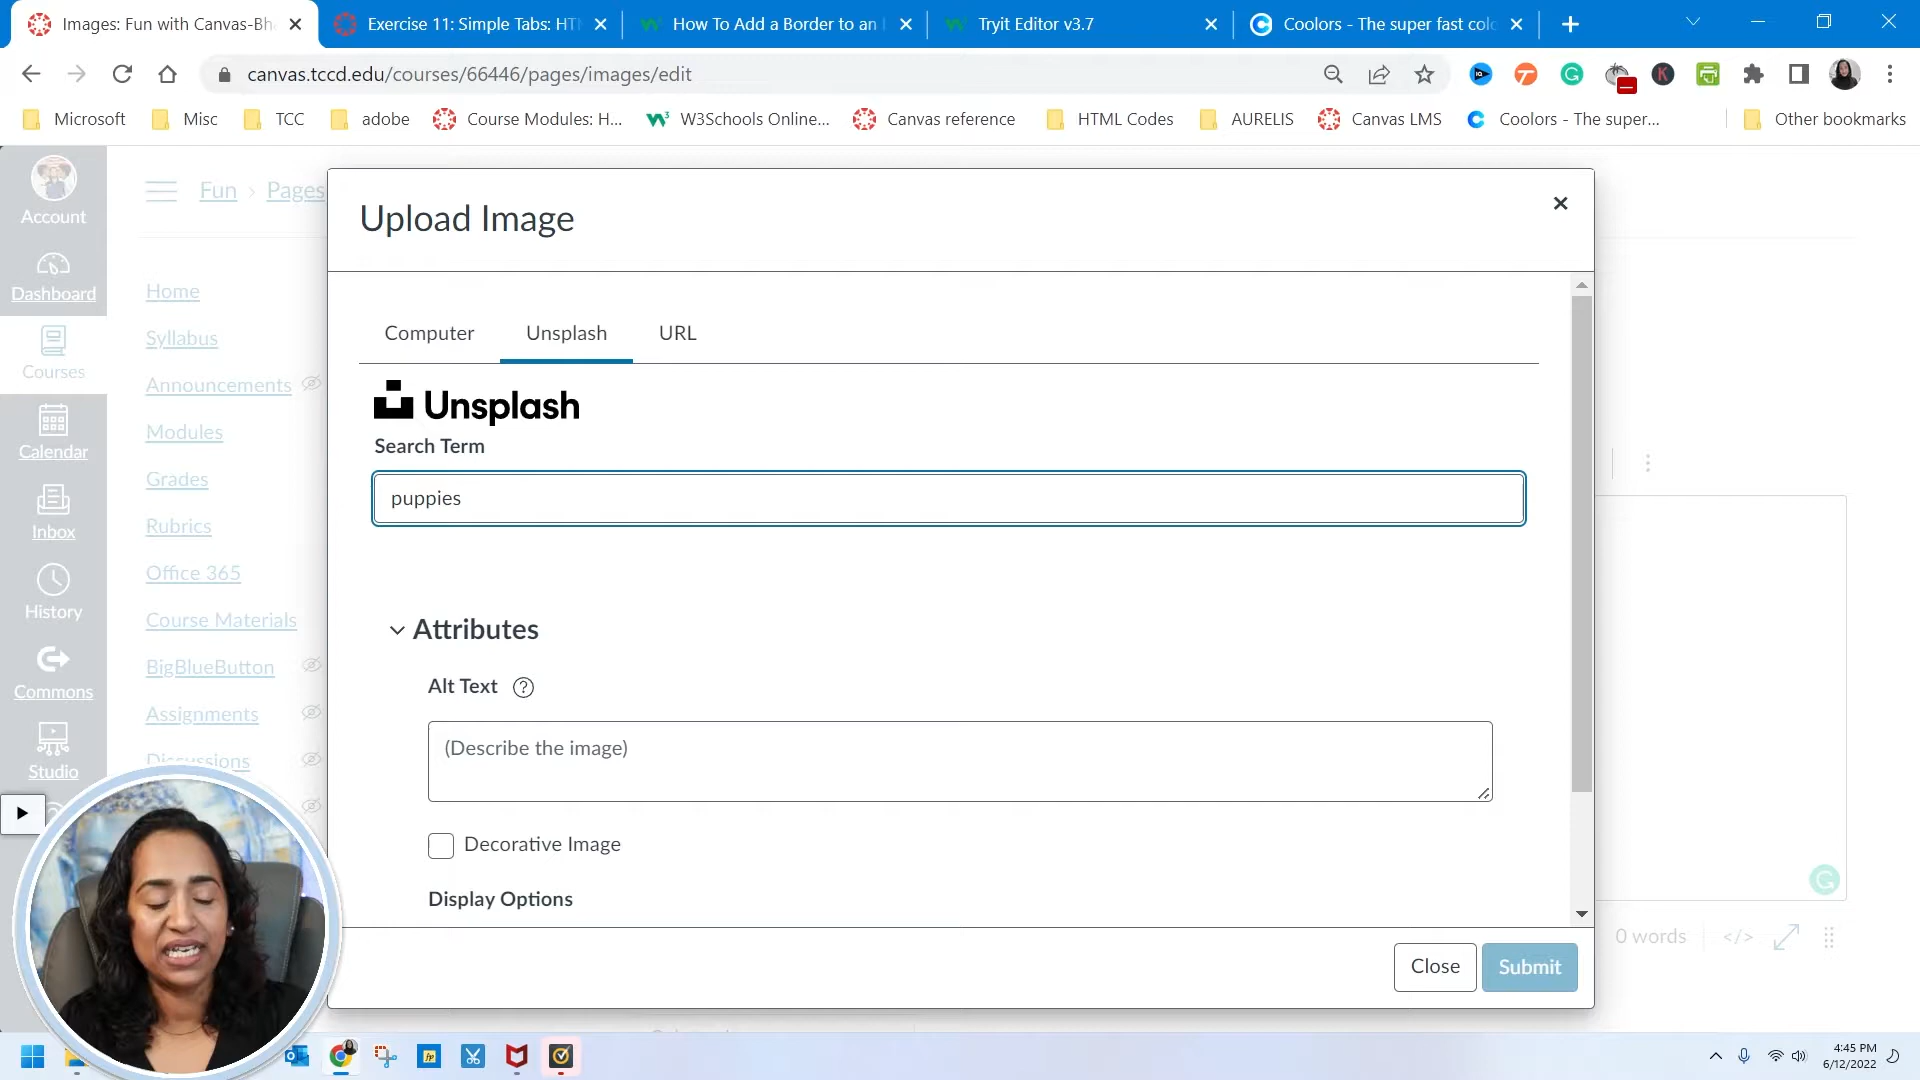 Images: Fun with Canvas-Bh
Exercise 11: Simple Tabs: HT
How To Add a Border to an
Tryit Editor v3.7
Coolors - The super fast col
canvas.tccd.edu/courses/66446/pages/images/edit
Microsoft
Misc
TCC
adobe
Course Modules: H...
W3Schools Online...
Canvas reference
HTML Codes
AURELIS
Canvas LMS
Coolors - The super...
Other bookmarks
Account
Dashboard
Courses
Calendar
Inbox
History
Commons
Studio
Fun › Pages
Home
Syllabus
Announcements
Modules
Grades
Rubrics
Office 365
Course Materials
BigBlueButton
Assignments
Discussions
Upload Image
Computer
Unsplash
URL
Unsplash
Search Term
puppies
Attributes
Alt Text
(Describe the image)
Decorative Image
Display Options
Close
Submit
0 words
</>
4:45 PM
6/12/2022